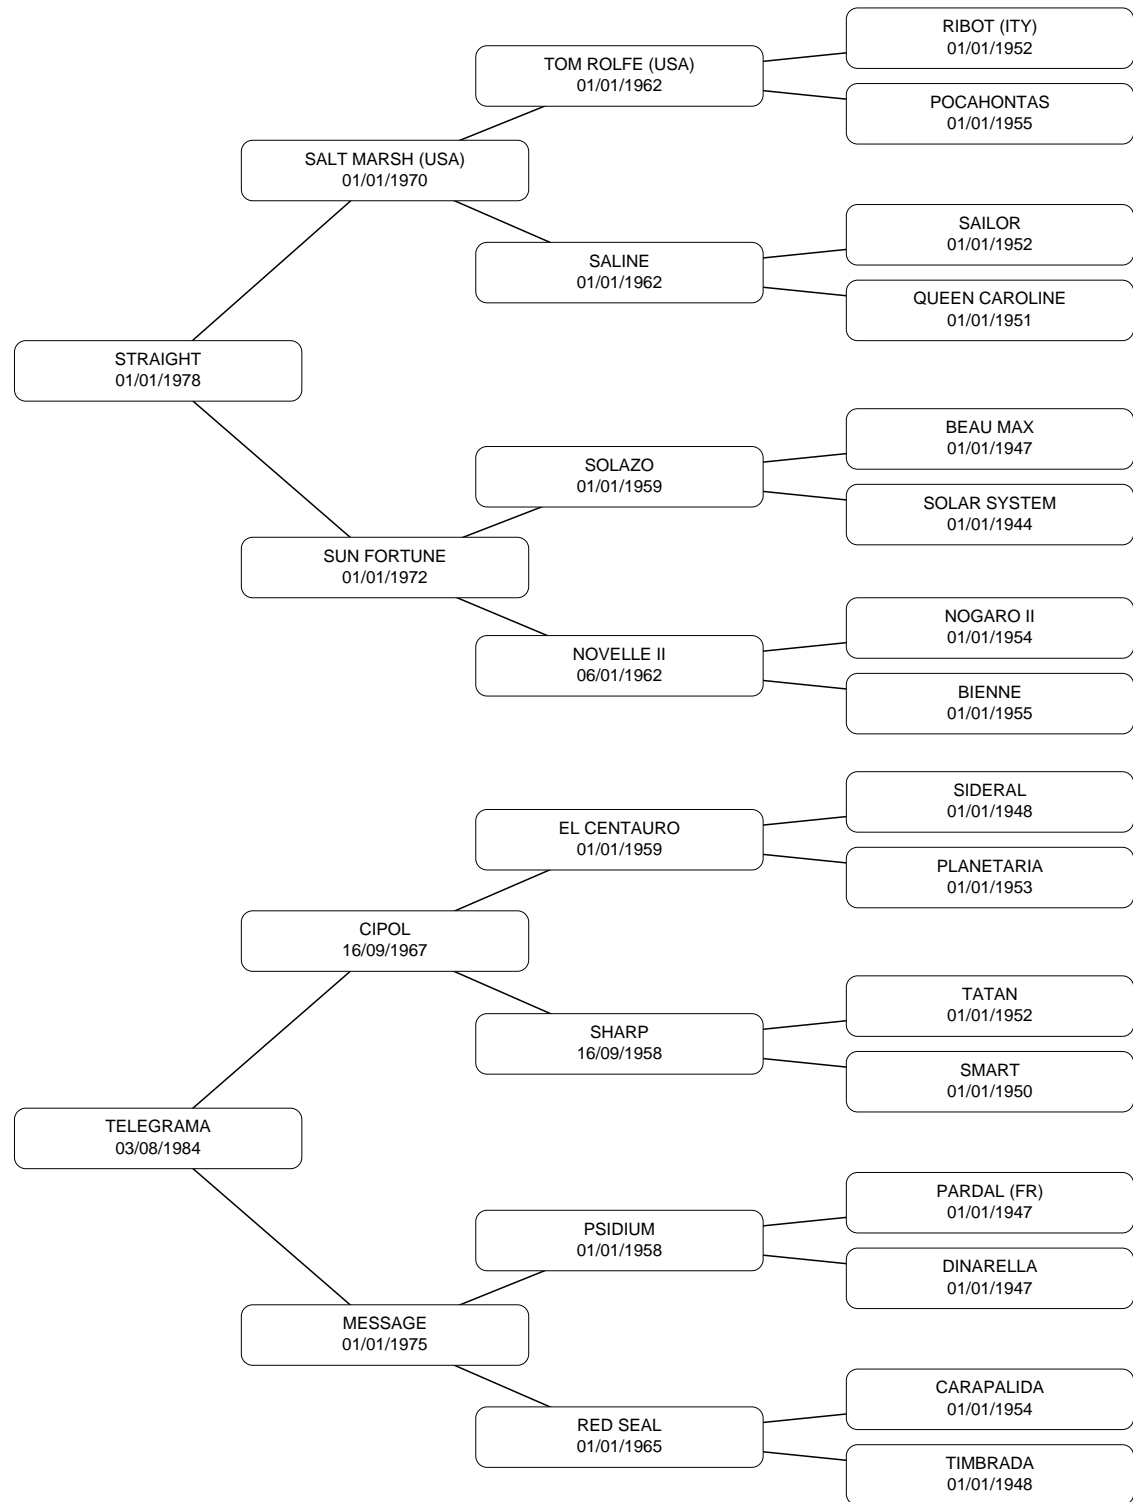 RIBOT (ITY)
01/01/1952
TOM ROLFE (USA)
01/01/1962
POCAHONTAS
01/01/1955
SALT MARSH (USA)
01/01/1970
SAILOR
01/01/1952
SALINE
01/01/1962
QUEEN CAROLINE
01/01/1951
STRAIGHT
01/01/1978
BEAU MAX
01/01/1947
SOLAZO
01/01/1959
SOLAR SYSTEM
01/01/1944
SUN FORTUNE
01/01/1972
NOGARO II
01/01/1954
NOVELLE II
06/01/1962
BIENNE
01/01/1955
SIDERAL
01/01/1948
EL CENTAURO
01/01/1959
PLANETARIA
01/01/1953
CIPOL
16/09/1967
TATAN
01/01/1952
SHARP
16/09/1958
SMART
01/01/1950
TELEGRAMA
03/08/1984
PARDAL (FR)
01/01/1947
PSIDIUM
01/01/1958
DINARELLA
01/01/1947
MESSAGE
01/01/1975
CARAPALIDA
01/01/1954
RED SEAL
01/01/1965
TIMBRADA
01/01/1948